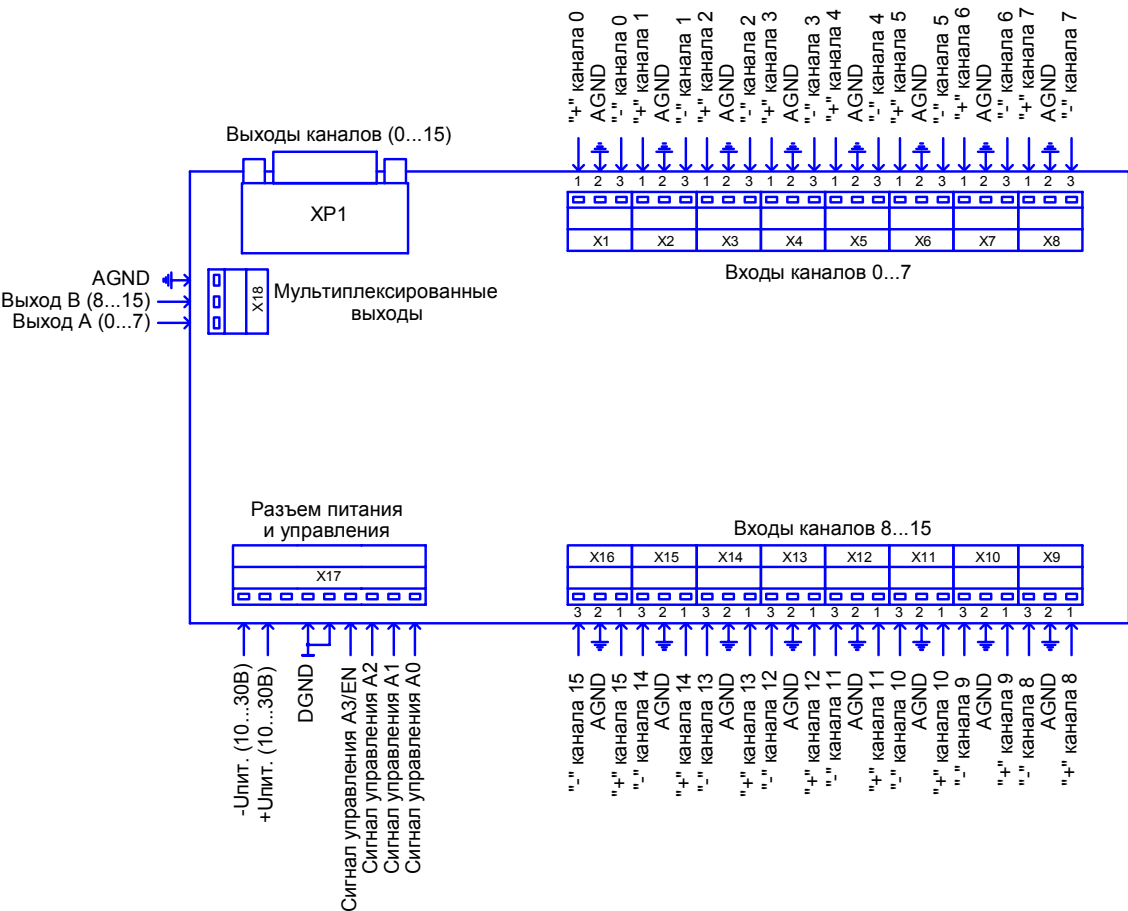 "+" канала 0
AGND
"-" канала 0
"+" канала 1
AGND
"-" канала 1
"+" канала 2
AGND
"-" канала 2
"+" канала 3
AGND
"-" канала 3
"+" канала 4
AGND
"-" канала 4
"+" канала 5
AGND
"-" канала 5
"+" канала 6
AGND
"-" канала 6
"+" канала 7
AGND
"-" канала 7
Выходы каналов (0...15)
XP1
1 2 3 1 2 3 1 2 3 1 2 3 1 2 3 1 2 3 1 2 3 1 2 3
X1 X2 X3 X4 X5 X6 X7 X8
Входы каналов 0...7
AGND
Выход B (8...15)
Выход A (0...7)
X18
Мультиплексированные
выходы
Разъем питания
и управления
X17
Входы каналов 8...15
X16 X15 X14 X13 X12 X11 X10 X9
3 2 1 3 2 1 3 2 1 3 2 1 3 2 1 3 2 1 3 2 1 3 2 1
-Uпит. (10...30В)
+Uпит. (10...30В)
DGND
Сигнал управления A3/EN
Сигнал управления A2
Сигнал управления A1
Сигнал управления A0
"-" канала 15
AGND
"+" канала 15
"-" канала 14
AGND
"+" канала 14
"-" канала 13
AGND
"+" канала 13
"-" канала 12
AGND
"+" канала 12
"-" канала 11
AGND
"+" канала 11
"-" канала 10
AGND
"+" канала 10
"-" канала 9
AGND
"+" канала 9
"-" канала 8
AGND
"+" канала 8